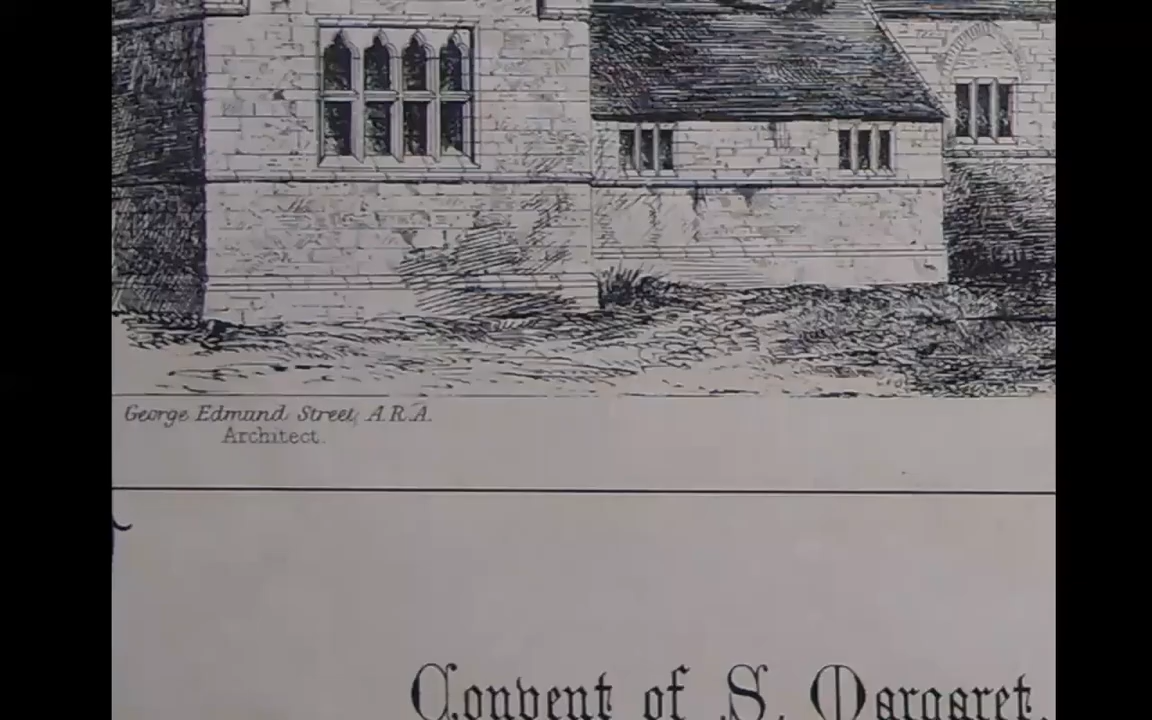 George Edmund Street, A.R.A.
Architect.
Convent of S. Margaret.